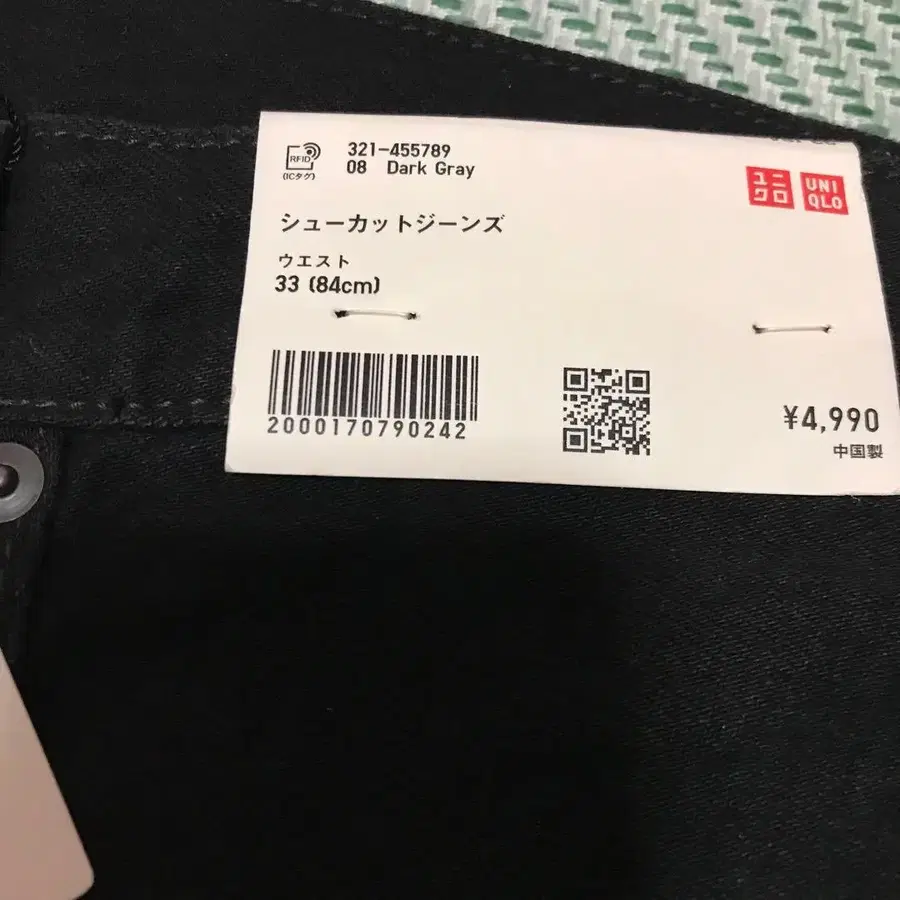 RFID
(ICタグ)
321-455789
08 Dark Gray
ユニ
クロ
UNI
QLO
シューカットジーンズ
ウエスト
33 (84cm)
2000170790242
¥4,990
中国製